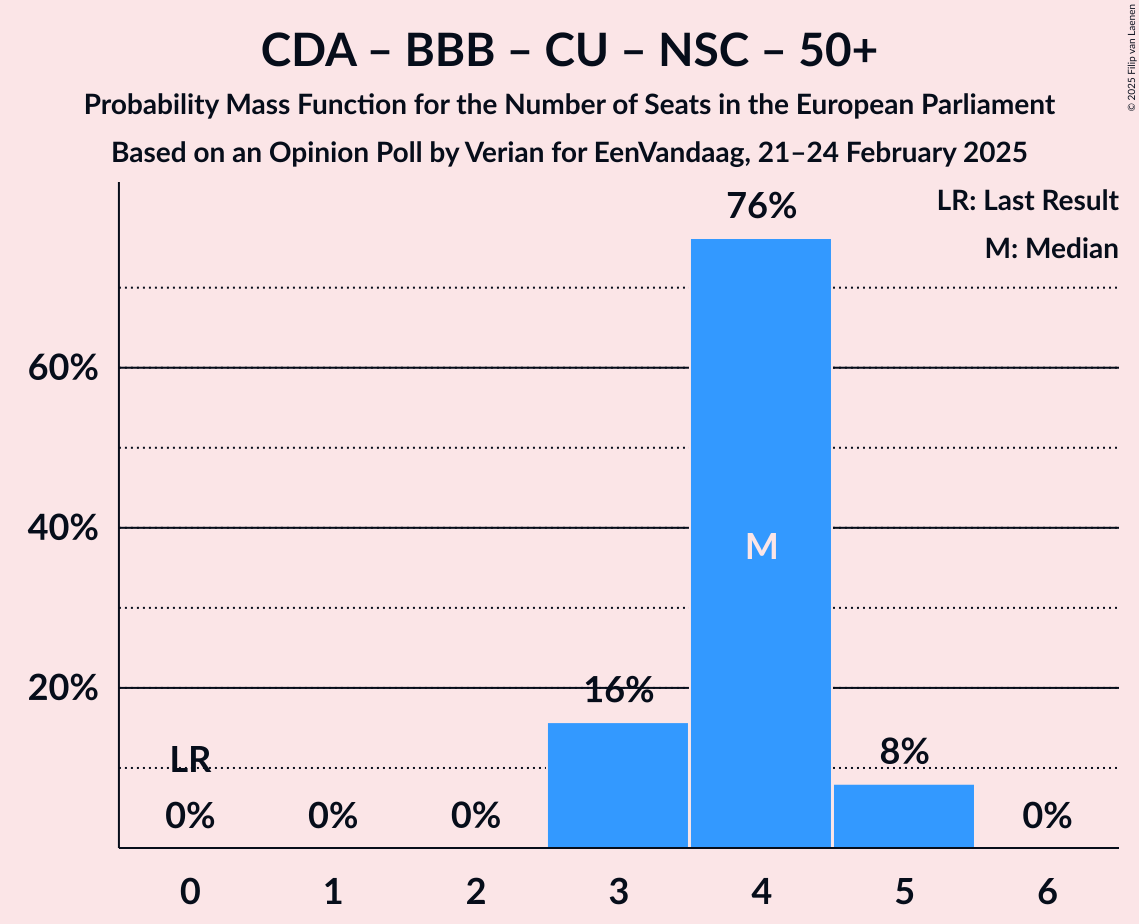 CDA – BBB – CU – NSC – 50+
Probability Mass Function for the Number of Seats in the European Parliament
Based on an Opinion Poll by Verian for EenVandaag, 21–24 February 2025
© 2025 Filip van Laenen
LR: Last Result
M: Median
76%
60%
40%
M
20%
16%
LR
8%
0%
0%
0%
0%
0 1 2 3 4 5 6